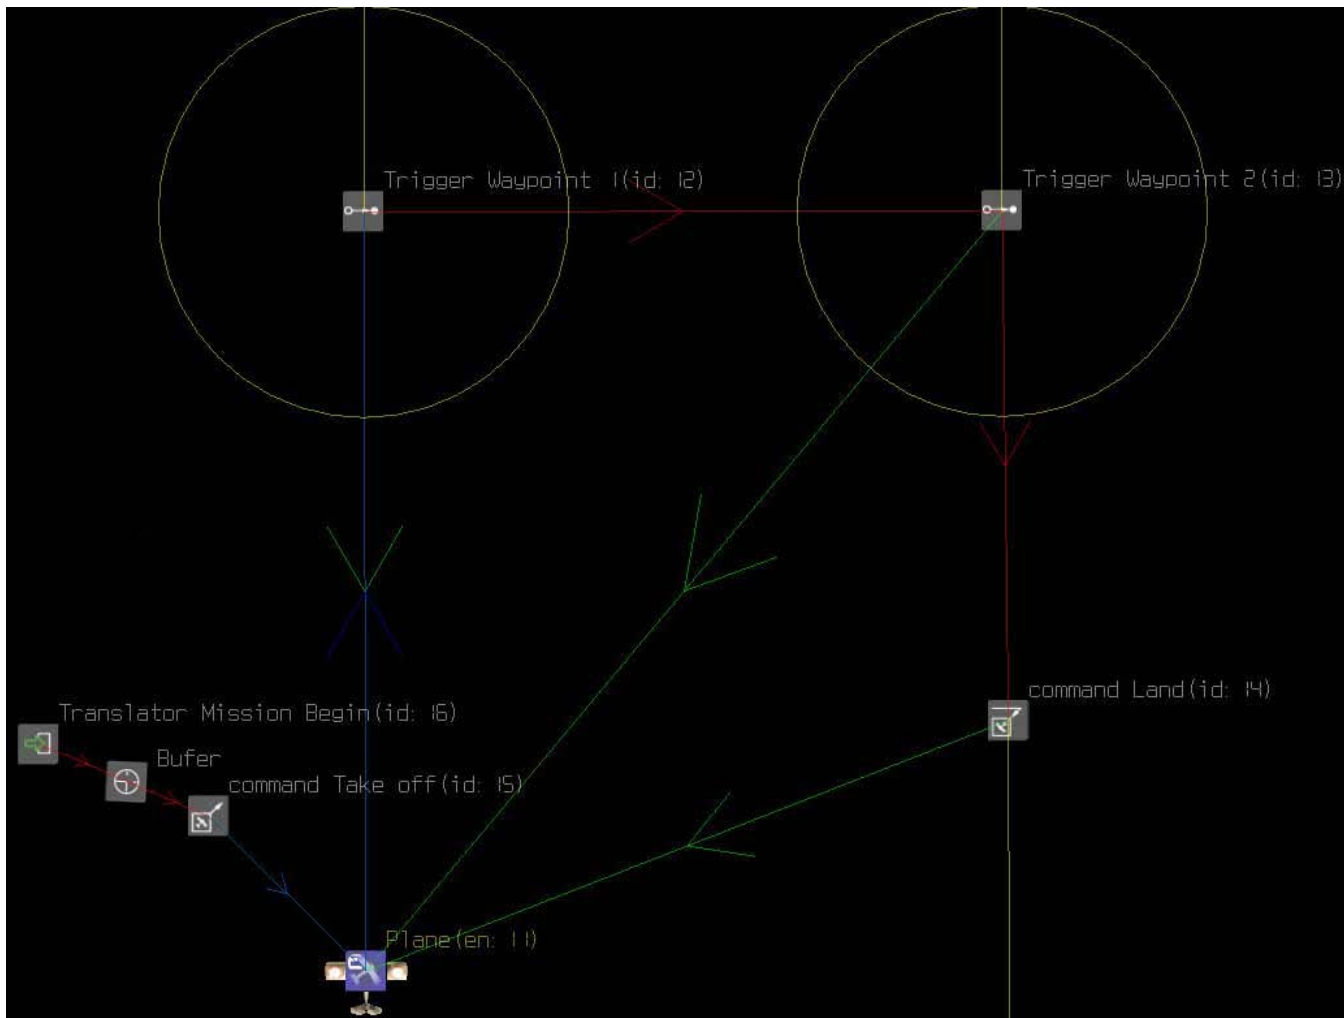 Trigger Waypoint 1(id: 12)
Trigger Waypoint 2(id: 13)
command Land(id: 14)
Translator Mission Begin(id: 16)
Bufer
command Take off(id: 15)
Plane(en: 11)